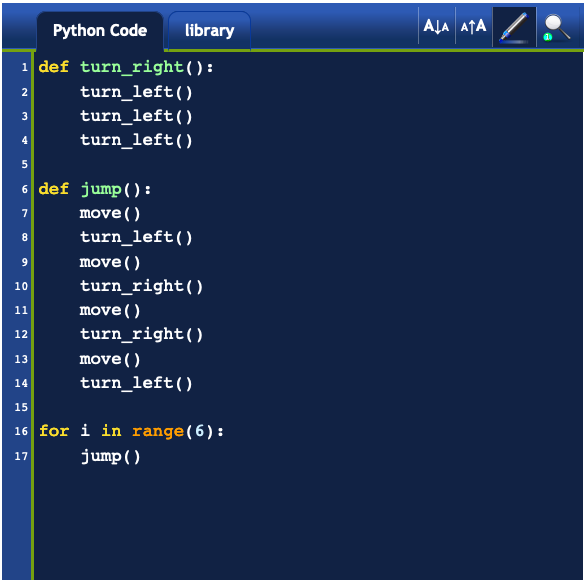 Python Code library A↓A A↑A
1 def turn_right():
2     turn_left()
3     turn_left()
4     turn_left()
5
6 def jump():
7     move()
8     turn_left()
9     move()
10     turn_right()
11     move()
12     turn_right()
13     move()
14     turn_left()
15
16 for i in range(6):
17     jump()